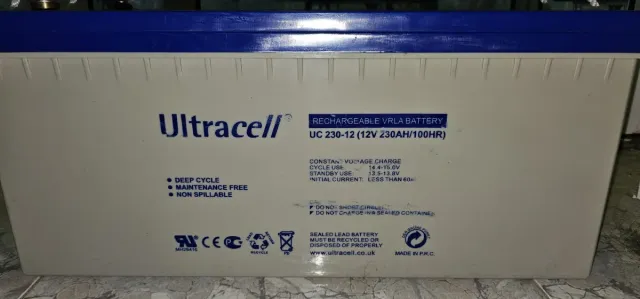 Ultracell
RECHARGEABLE VRLA BATTERY
UC 230-12 (12V 230AH/100HR)
CONSTANT VOLTAGE CHARGE
CYCLE USE: 14.4-15.0V
STANDBY USE: 13.5-13.8V
INITIAL CURRENT: LESS THAN
DEEP CYCLE
MAINTENANCE FREE
NON SPILLABLE
DO NOT SHORT CIRCUIT
DO NOT CHARGE IN SEALED CONTAINER
SEALED LEAD BATTERY
MUST BE RECYCLED OR
DISPOSED OF PROPERLY
www.ultracell.co.uk
CE
RECYCLE
Pb
MADE IN P.R.C.